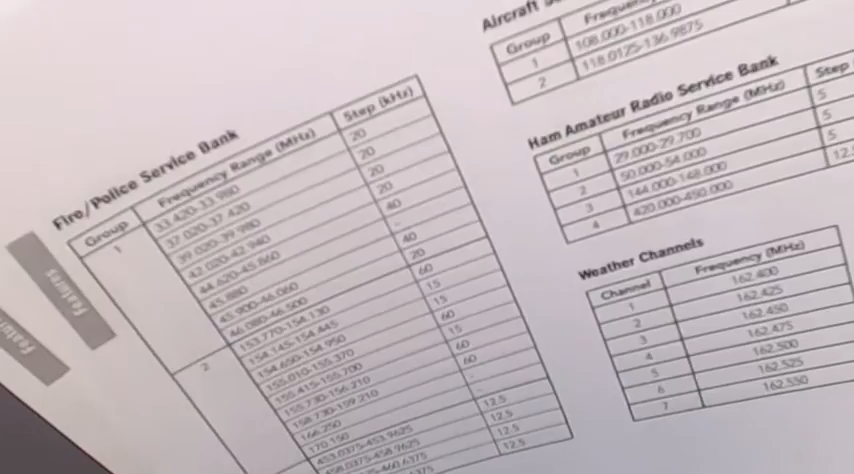 Aircraft
Group
1 108.000-118.000
2 118.0125-136.9875
Ham Amateur Radio Service Bank
Group Frequency Range (MHz) Step
1 29.000-29.700 5
2 50.000-54.000 5
3 144.000-148.000 5
4 420.000-450.000 12.
Weather Channels
Channel Frequency (MHz)
1 162.400
2 162.425
3 162.450
4 162.475
5 162.500
6 162.525
7 162.550
Fire/Police Service Bank
Group Frequency Range (MHz) Step (kHz)
1 33.420-33.980 20
37.020-37.420 20
39.020-39.980 20
42.020-42.940 20
44.620-45.860 40
45.880 -
45.900-46.060 40
46.080-46.500 20
2 153.770-154.130 60
154.145-154.445 15
154.650-154.950 15
155.010-155.370 60
155.415-155.700 15
155.730-156.210 60
158.730-159.210 60
166.250 -
170.150 -
453.0375-453.9625 12.5
458.0375-458.9625 12.5
460.6375 12.5
12.5
Features